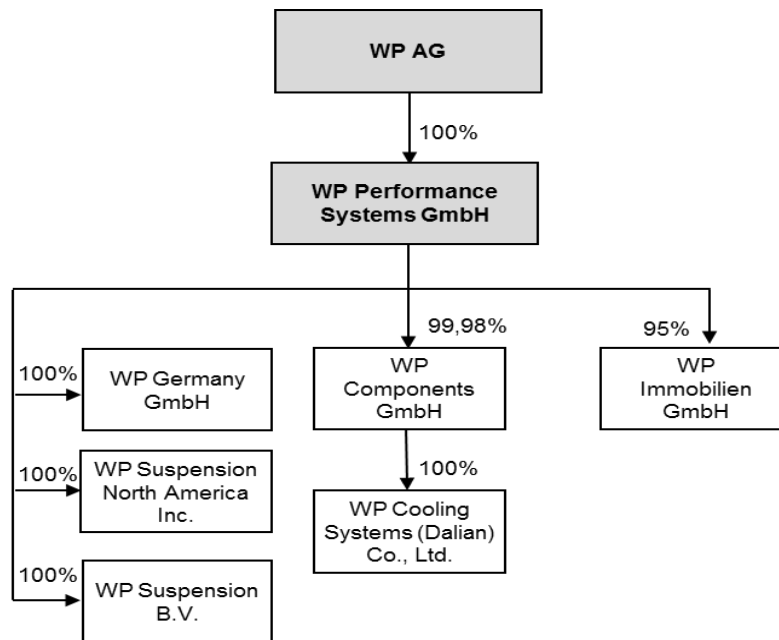 WP AG
100%
WP Performance
Systems GmbH
99,98%
95%
100%
WP Germany
GmbH
WP
Components
GmbH
WP
Immobilien
GmbH
100%
WP Suspension
North America
Inc.
100%
WP Cooling
Systems (Dalian)
Co., Ltd.
100%
WP Suspension
B.V.